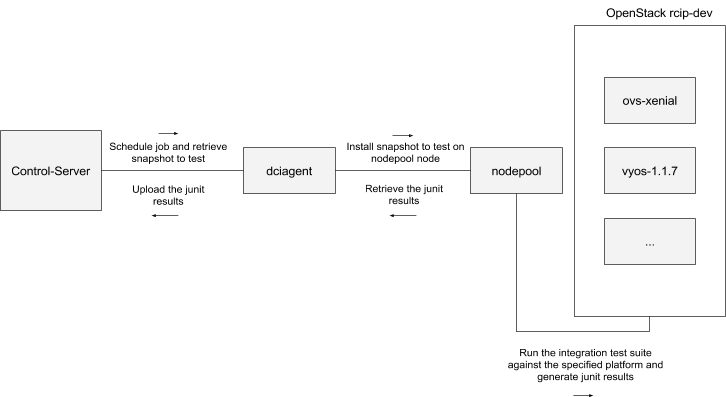 OpenStack rcip-dev
ovs-xenial
Control-Server
Schedule job and retrieve
snapshot to test
Upload the junit
results
dciagent
Install snapshot to test on
nodepool node
Retrieve the junit
results
nodepool
vyos-1.1.7
...
Run the integration test suite
against the specified platform and
generate junit results